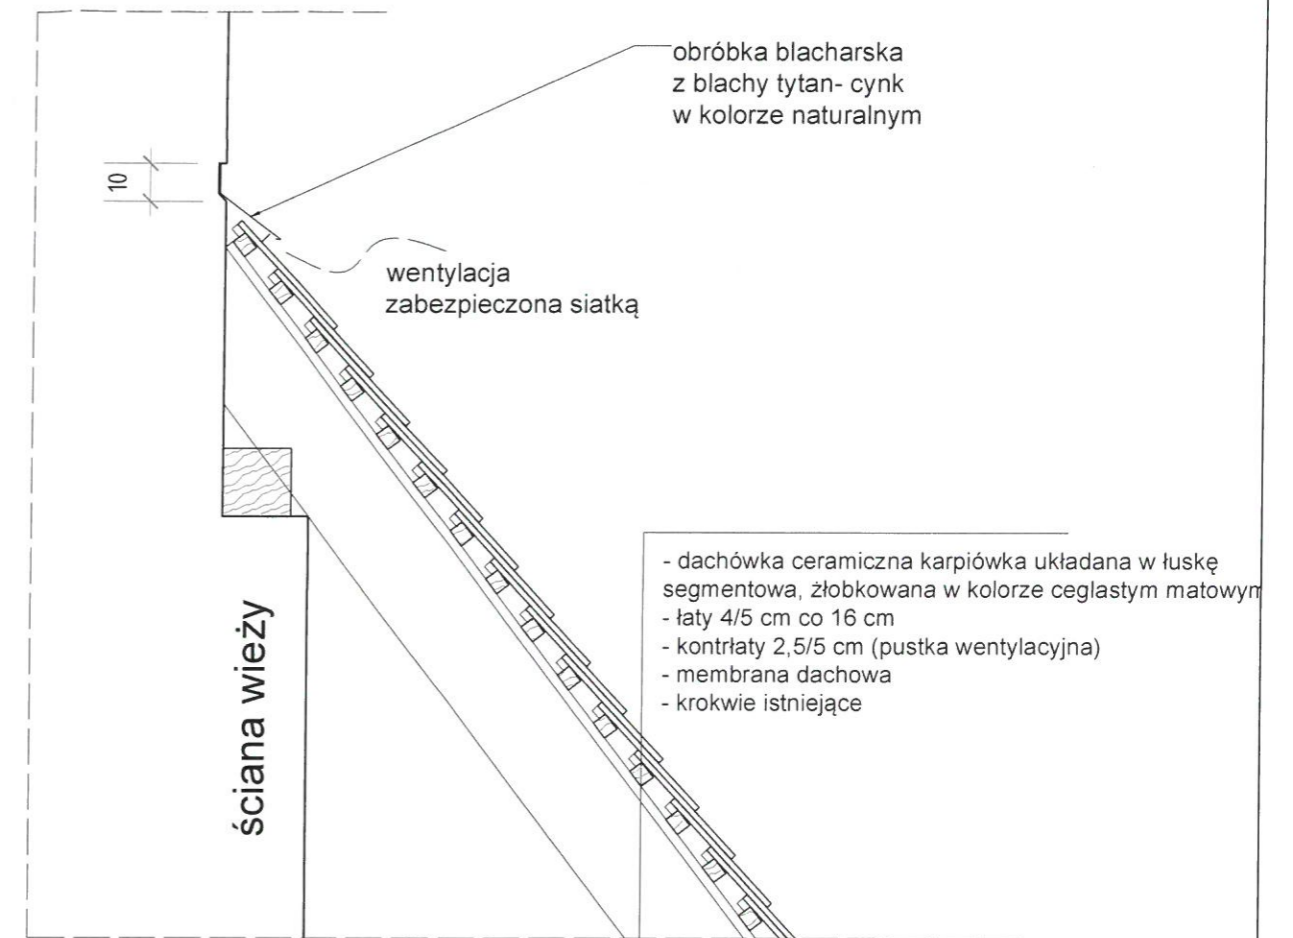 obróbka blacharska
z blachy tytan- cynk
w kolorze naturalnym
10
wentylacja
zabezpieczona siatką
- dachówka ceramiczna karpiówka układana w łuskę
segmentowa, żłobkowana w kolorze ceglastym matowym
- łaty 4/5 cm co 16 cm
- kontrłaty 2,5/5 cm (pustka wentylacyjna)
- membrana dachowa
- krokwie istniejące
ściana wieży